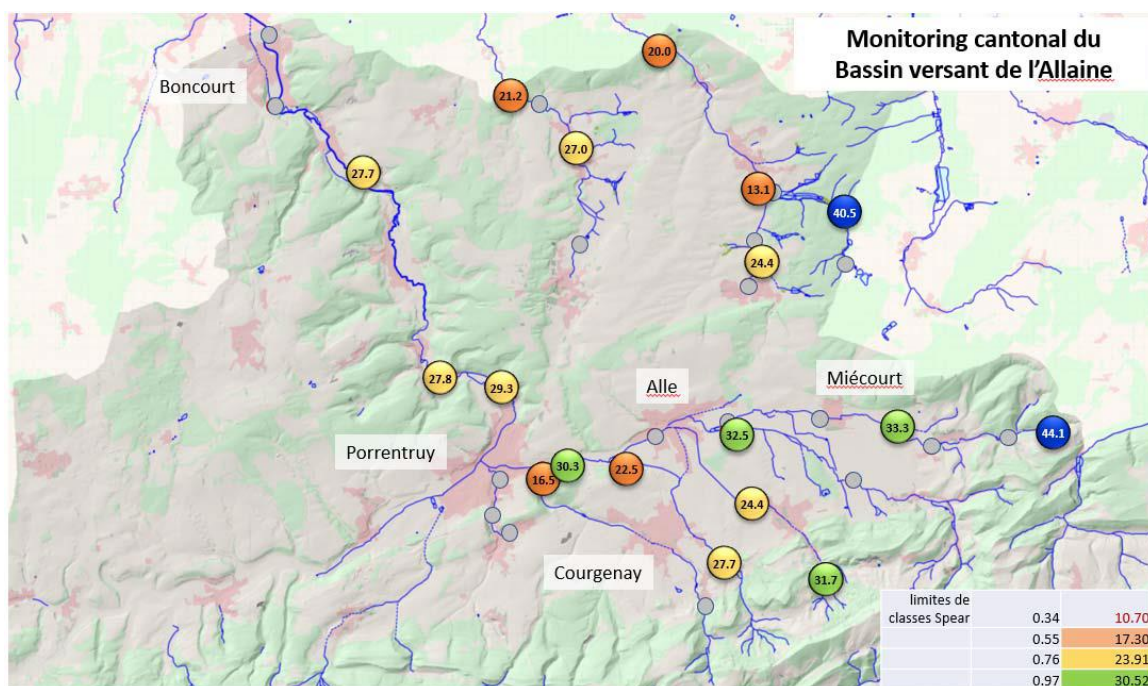 Monitoring cantonal du
Bassin versant de l'Allaine
Boncourt
20.0
21.2
27.0
27.7
13.1
40.5
24.4
27.8
29.3
Alle
Miécourt
33.3
44.1
32.5
Porrentruy
30.3
22.5
16.5
24.4
Courgenay
27.7
31.7
limites de
classes Spear 0.34 10.70
0.55 17.30
0.76 23.91
0.97 30.52